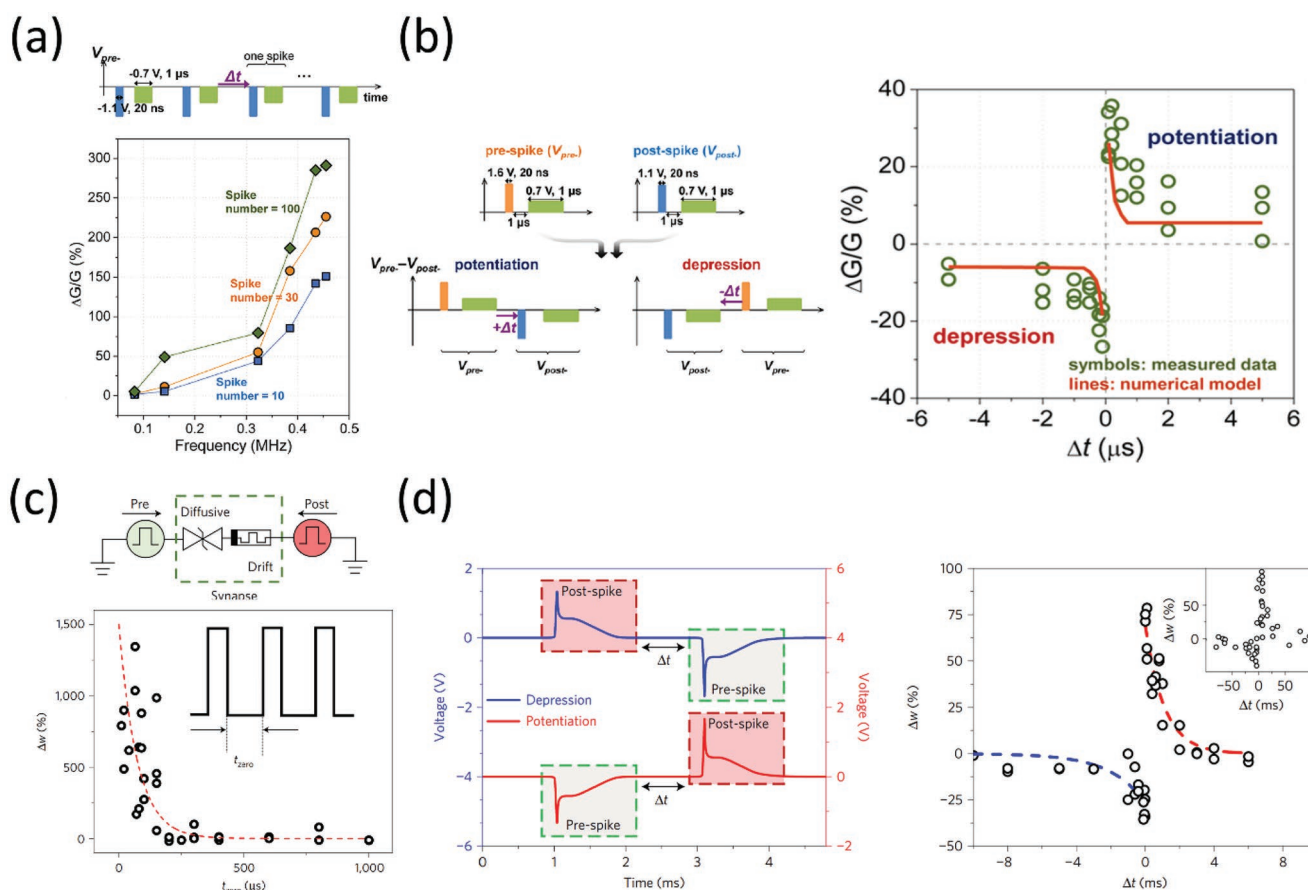 (a)
V_pre-
one spike
-0.7 V, 1 μs
Δt
...
time
-1.1 V, 20 ns
ΔG/G (%)
300
250
200
150
100
50
0
Spike
number = 100
Spike
number = 30
Spike
number = 10
0.1 0.2 0.3 0.4 0.5
Frequency (MHz)
(b)
pre-spike (V_pre-)
post-spike (V_post-)
1.6 V, 20 ns
0.7 V, 1 μs
1 μs
1.1 V, 20 ns
0.7 V, 1 μs
1 μs
V_pre-−V_post-
potentiation
depression
+Δt
-Δt
V_pre-
V_post-
V_post-
V_pre-
ΔG/G (%)
40
20
0
-20
-40
potentiation
depression
symbols: measured data
lines: numerical model
-6 -4 -2 0 2 4 6
Δt (μs)
(c)
Pre
Diffusive
Post
Drift
Synapse
Δw (%)
1,500
1,000
500
0
t_zero
0 500 1,000
t_zero (μs)
(d)
Voltage (V)
2
0
−2
−4
−6
Post-spike
Δt
Pre-spike
Depression
Potentiation
Post-spike
Δt
Pre-spike
6
4
2
0
−2
Voltage (V)
0 1 2 3 4
Time (ms)
Δw (%)
100
75
50
25
0
−25
−50
Δw (%)
50
0
−50 0 50
Δt (ms)
−8 −4 0 4 8
Δt (ms)